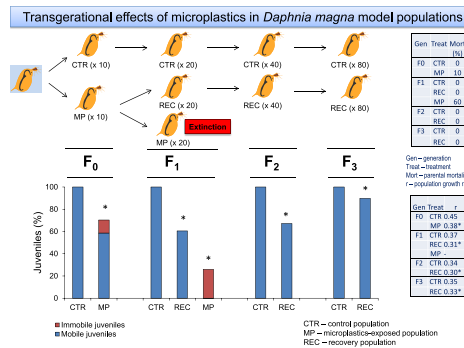 Transgerational effects of microplastics in Daphnia magna model populations
CTR (x 10)
CTR (x 20)
CTR (x 40)
CTR (x 80)
MP (x 10)
REC (x 20)
REC (x 40)
REC (x 80)
Extinction
MP (x 20)
Gen Treat Mort
(%)
F0 CTR 0
MP 10
F1 CTR 0
REC 0
MP 60
F2 CTR 0
REC 0
F3 CTR 0
REC 0
Gen – generation
Treat – treatment
Mort – parental mortali
r – population growth r
Gen Treat r
F0 CTR 0.45
MP 0.38*
F1 CTR 0.37
REC 0.31*
MP -
F2 CTR 0.34
REC 0.30*
F3 CTR 0.35
REC 0.33*
F0 F1 F2 F3
Juveniles (%)
100
80
60
40
20
0
* * * * *
CTR MP CTR REC MP CTR REC CTR REC
Immobile juveniles
Mobile juveniles
CTR – control population
MP – microplastics-exposed population
REC – recovery population